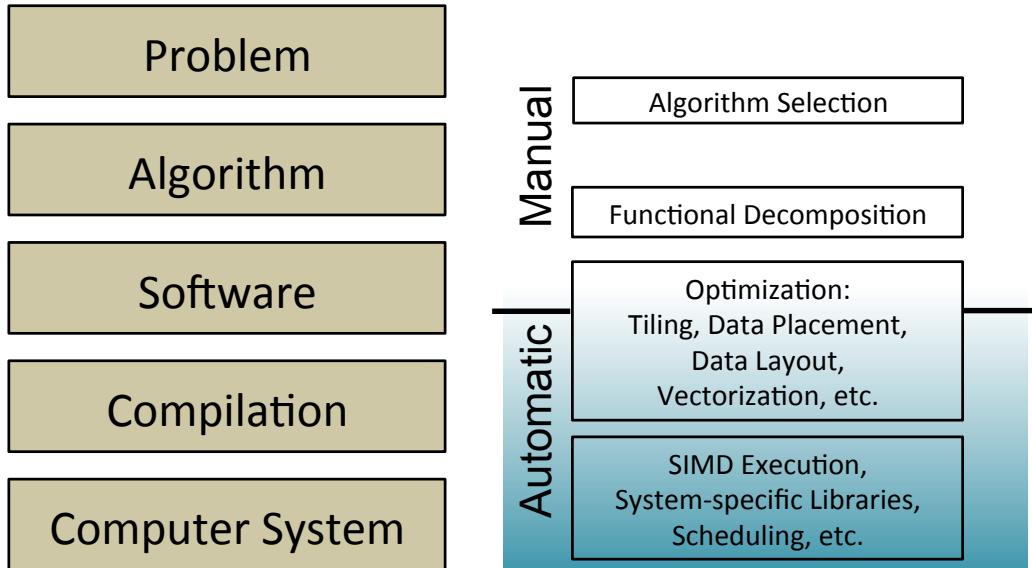 Problem
Algorithm
Software
Compilation
Computer System
Manual
Algorithm Selection
Functional Decomposition
Automatic
Optimization:
Tiling, Data Placement,
Data Layout,
Vectorization, etc.
SIMD Execution,
System-specific Libraries,
Scheduling, etc.